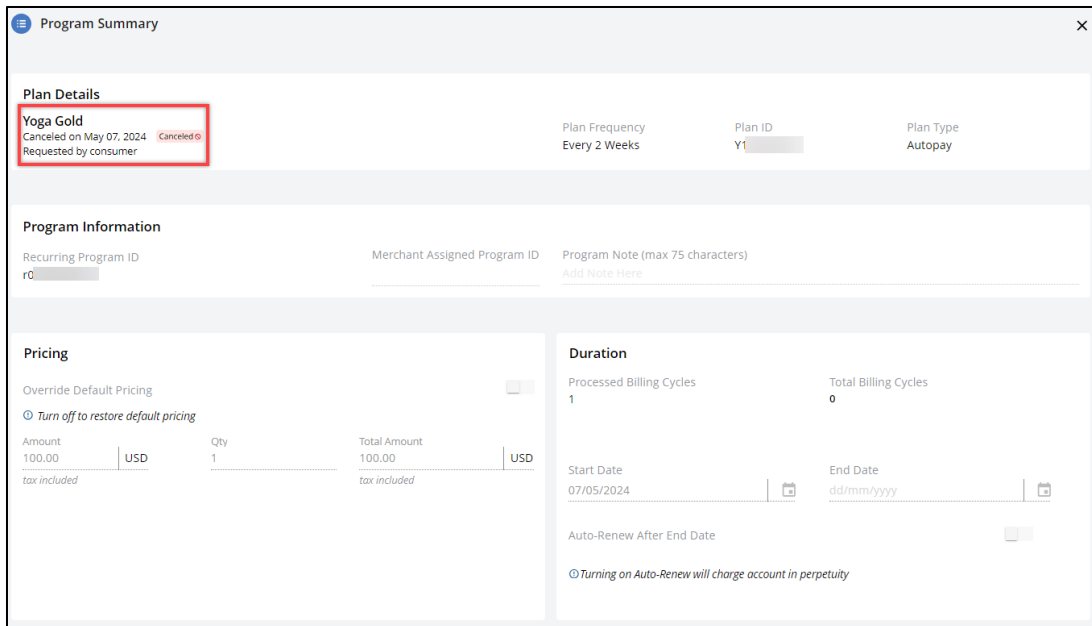 Program Summary
Plan Details
Yoga Gold
Canceled on May 07, 2024 Canceled
Requested by consumer
Plan Frequency
Every 2 Weeks
Plan ID
Y1
Plan Type
Autopay
Program Information
Recurring Program ID
r0
Merchant Assigned Program ID
Program Note (max 75 characters)
Add Note Here
Pricing
Override Default Pricing
Turn off to restore default pricing
Amount
100.00 USD
tax included
Qty
1
Total Amount
100.00 USD
tax included
Duration
Processed Billing Cycles
1
Total Billing Cycles
0
Start Date
07/05/2024
End Date
dd/mm/yyyy
Auto-Renew After End Date
Turning on Auto-Renew will charge account in perpetuity